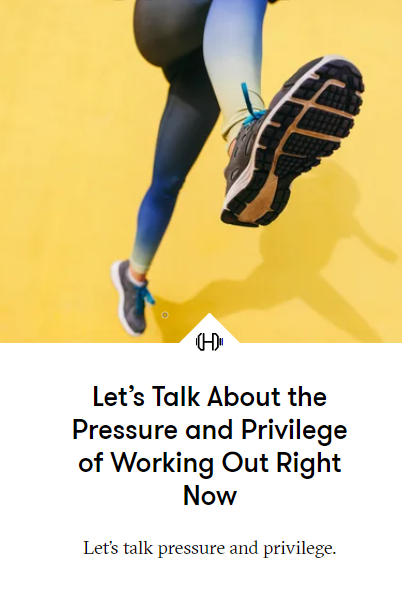 Let’s Talk About the
Pressure and Privilege
of Working Out Right
Now
Let’s talk pressure and privilege.